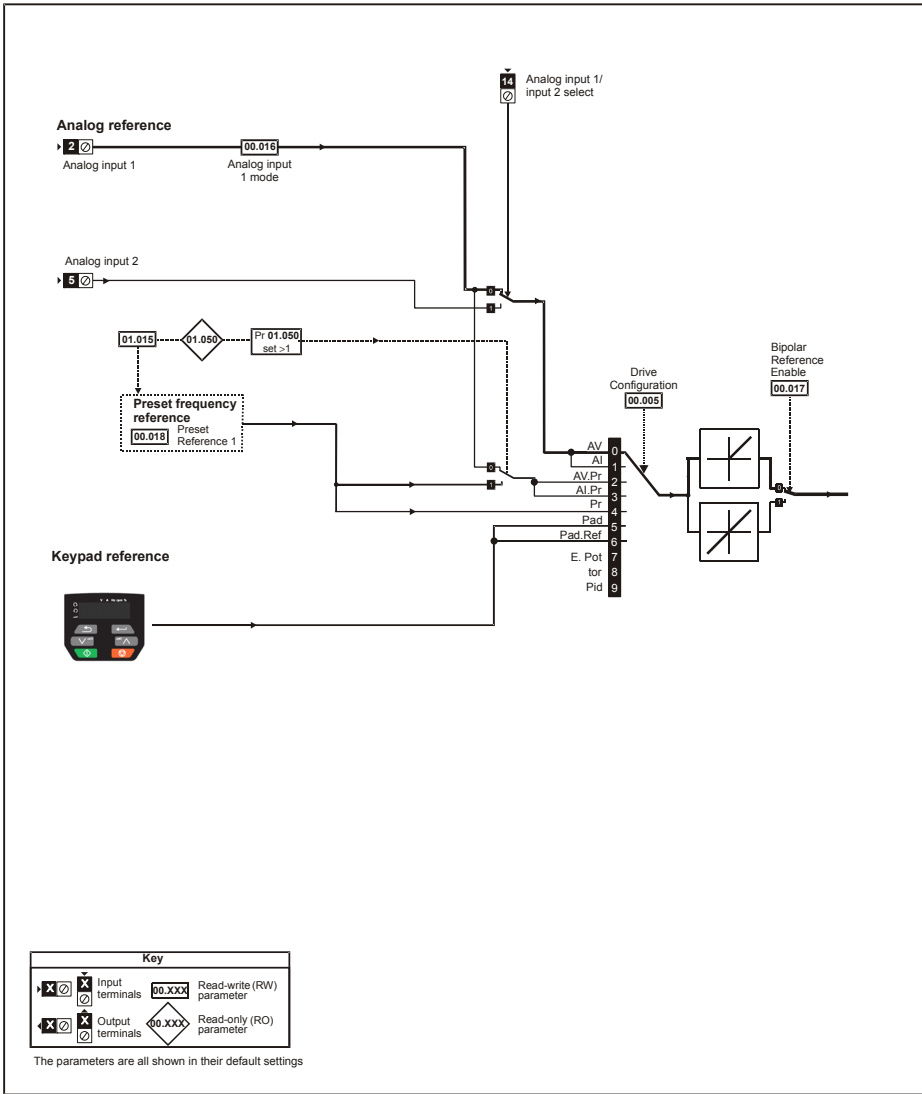 14
Analog input 1/
input 2 select
Analog reference
2
00.016
Analog input 1
Analog input
1 mode
Analog input 2
5
0
1
01.015
01.050
Pr 01.050
set >1
Preset frequency
reference
00.018
Preset
Reference 1
0
1
Drive
Configuration
00.005
Bipolar
Reference
Enable
00.017
AV 0
AI 1
AV.Pr 2
AI.Pr 3
Pr 4
Pad 5
Pad.Ref 6
E. Pot 7
tor 8
Pid 9
0
1
Keypad reference
Key
X
X
Input
terminals
00.XXX
Read-write (RW)
parameter
X
X
Output
terminals
00.XXX
Read-only (RO)
parameter
The parameters are all shown in their default settings